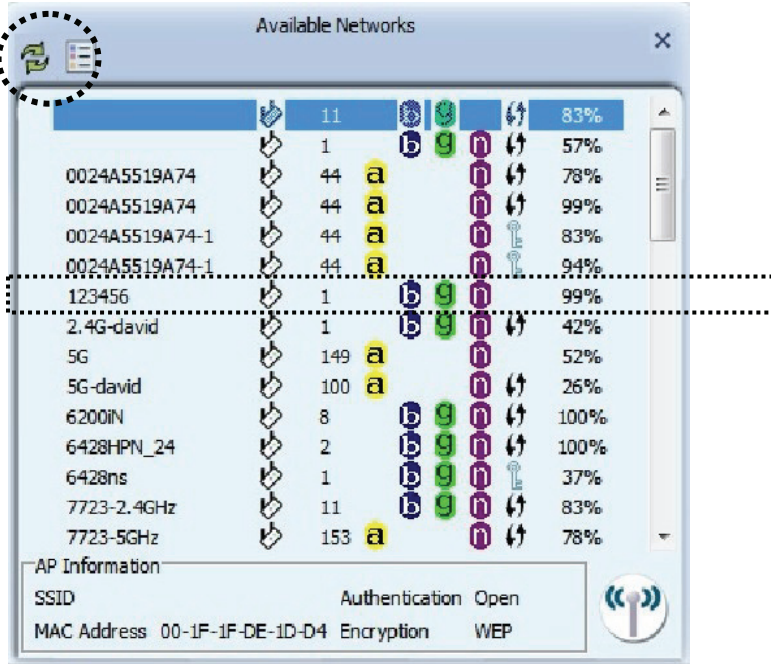 Available Networks
11 b g 83%
1 b g n 57%
0024A5519A74 44 a n 78%
0024A5519A74 44 a n 99%
0024A5519A74-1 44 a n 83%
0024A5519A74-1 44 a n 94%
123456 1 b g n 99%
2.4G-david 1 b g n 42%
5G 149 a n 52%
5G-david 100 a n 26%
6200iN 8 b g n 100%
6428HPN_24 2 b g n 100%
6428ns 1 b g n 37%
7723-2.4GHz 11 b g n 83%
7723-5GHz 153 a n 78%
AP Information
SSID Authentication Open
MAC Address 00-1F-1F-DE-1D-D4 Encryption WEP